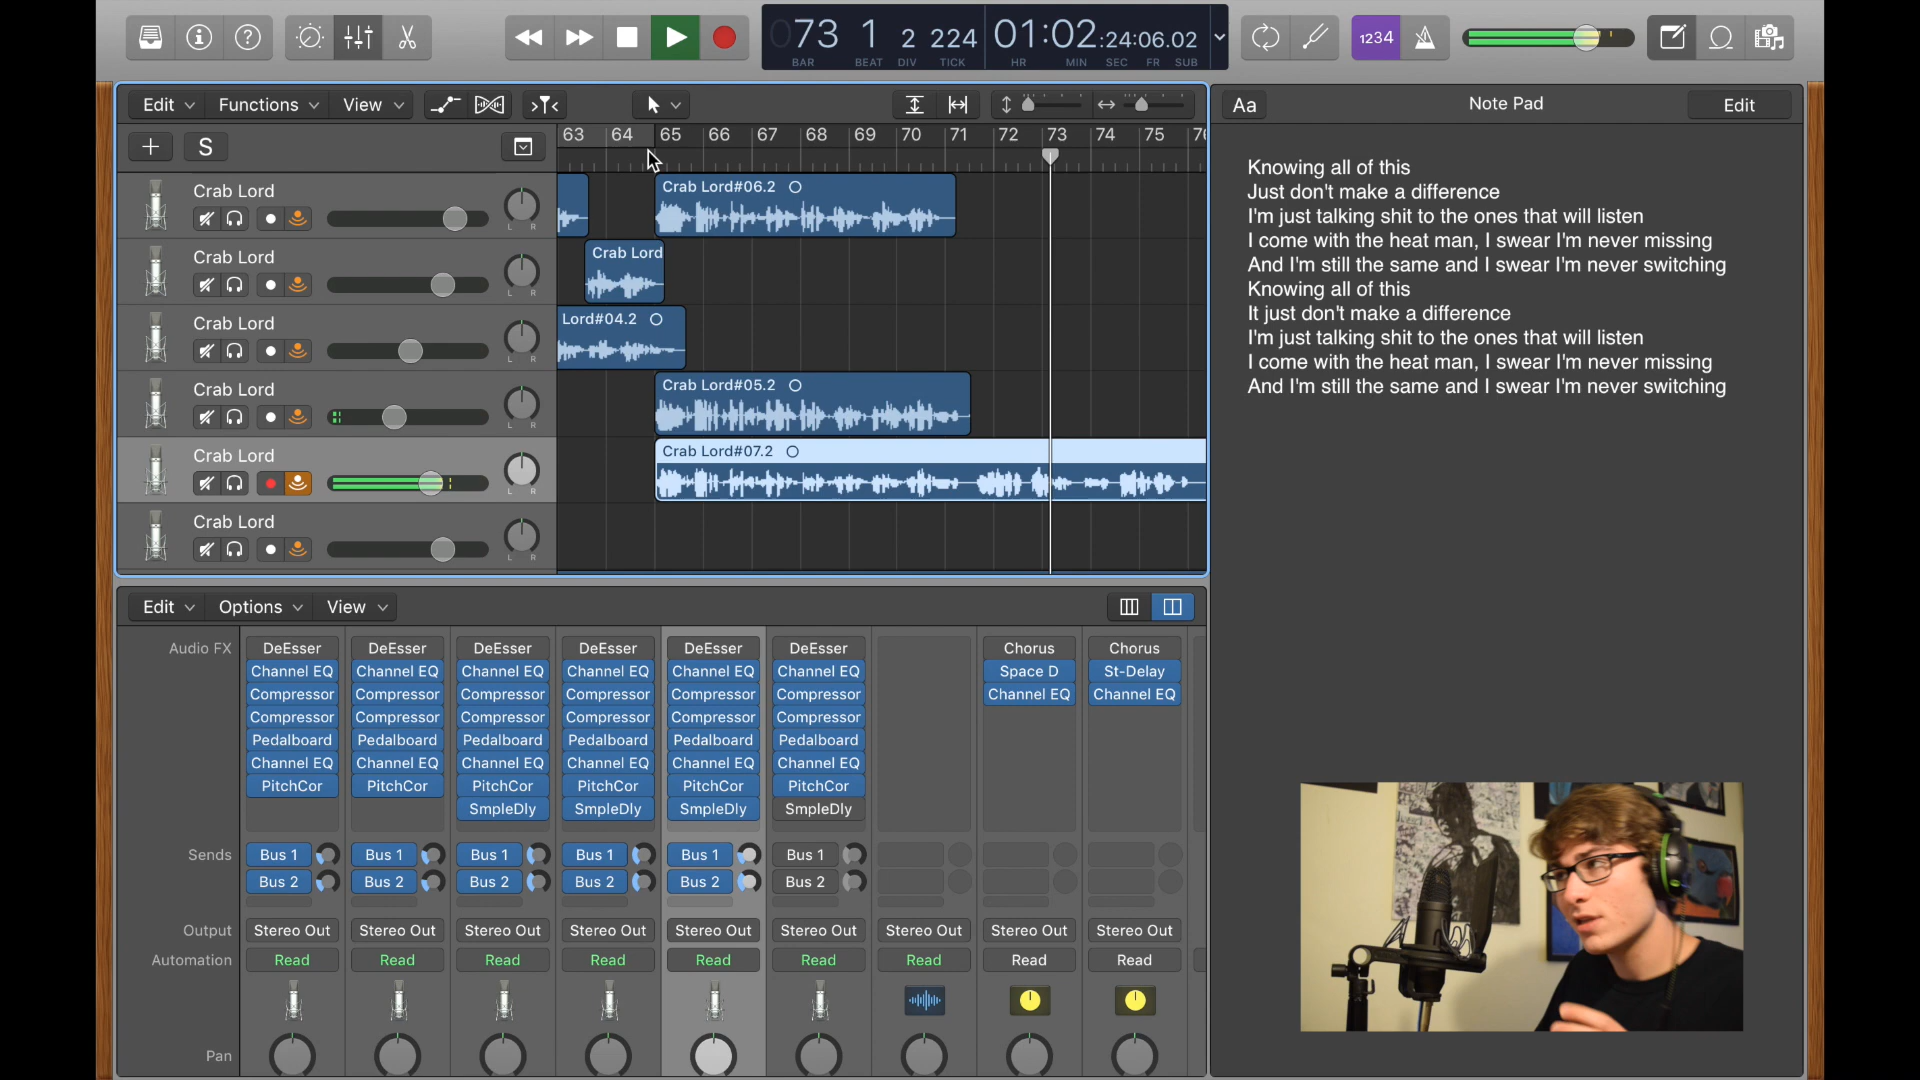 1234
73 1 2 224 01:02:24:06.02
BAR BEAT DIV TICK HR MIN SEC FR SUB
Edit Functions View
Aa Note Pad Edit
S
63 64 65 66 67 68 69 70 71 72 73 74 75 76
Crab Lord
L R
Crab Lord#06.2
Crab Lord
L R
Crab Lord
Crab Lord
L R
Lord#04.2
Crab Lord
L R
Crab Lord#05.2
Crab Lord
L R
Crab Lord#07.2
Crab Lord
L R
Knowing all of this
Just don't make a difference
I'm just talking shit to the ones that will listen
I come with the heat man, I swear I'm never missing
And I'm still the same and I swear I'm never switching
Knowing all of this
It just don't make a difference
I'm just talking shit to the ones that will listen
I come with the heat man, I swear I'm never missing
And I'm still the same and I swear I'm never switching
Edit Options View
Audio FX DeEsser DeEsser DeEsser DeEsser DeEsser DeEsser Chorus Chorus
Channel EQ Channel EQ Channel EQ Channel EQ Channel EQ Channel EQ Space D St-Delay
Compressor Compressor Compressor Compressor Compressor Compressor Channel EQ Channel EQ
Compressor Compressor Compressor Compressor Compressor Compressor
Pedalboard Pedalboard Pedalboard Pedalboard Pedalboard Pedalboard
Channel EQ Channel EQ Channel EQ Channel EQ Channel EQ Channel EQ
PitchCor PitchCor PitchCor PitchCor PitchCor PitchCor
SmpleDly SmpleDly SmpleDly SmpleDly
Sends Bus 1 Bus 1 Bus 1 Bus 1 Bus 1 Bus 1
Bus 2 Bus 2 Bus 2 Bus 2 Bus 2 Bus 2
Output Stereo Out Stereo Out Stereo Out Stereo Out Stereo Out Stereo Out Stereo Out Stereo Out Stereo Out
Automation Read Read Read Read Read Read Read Read Read
Pan